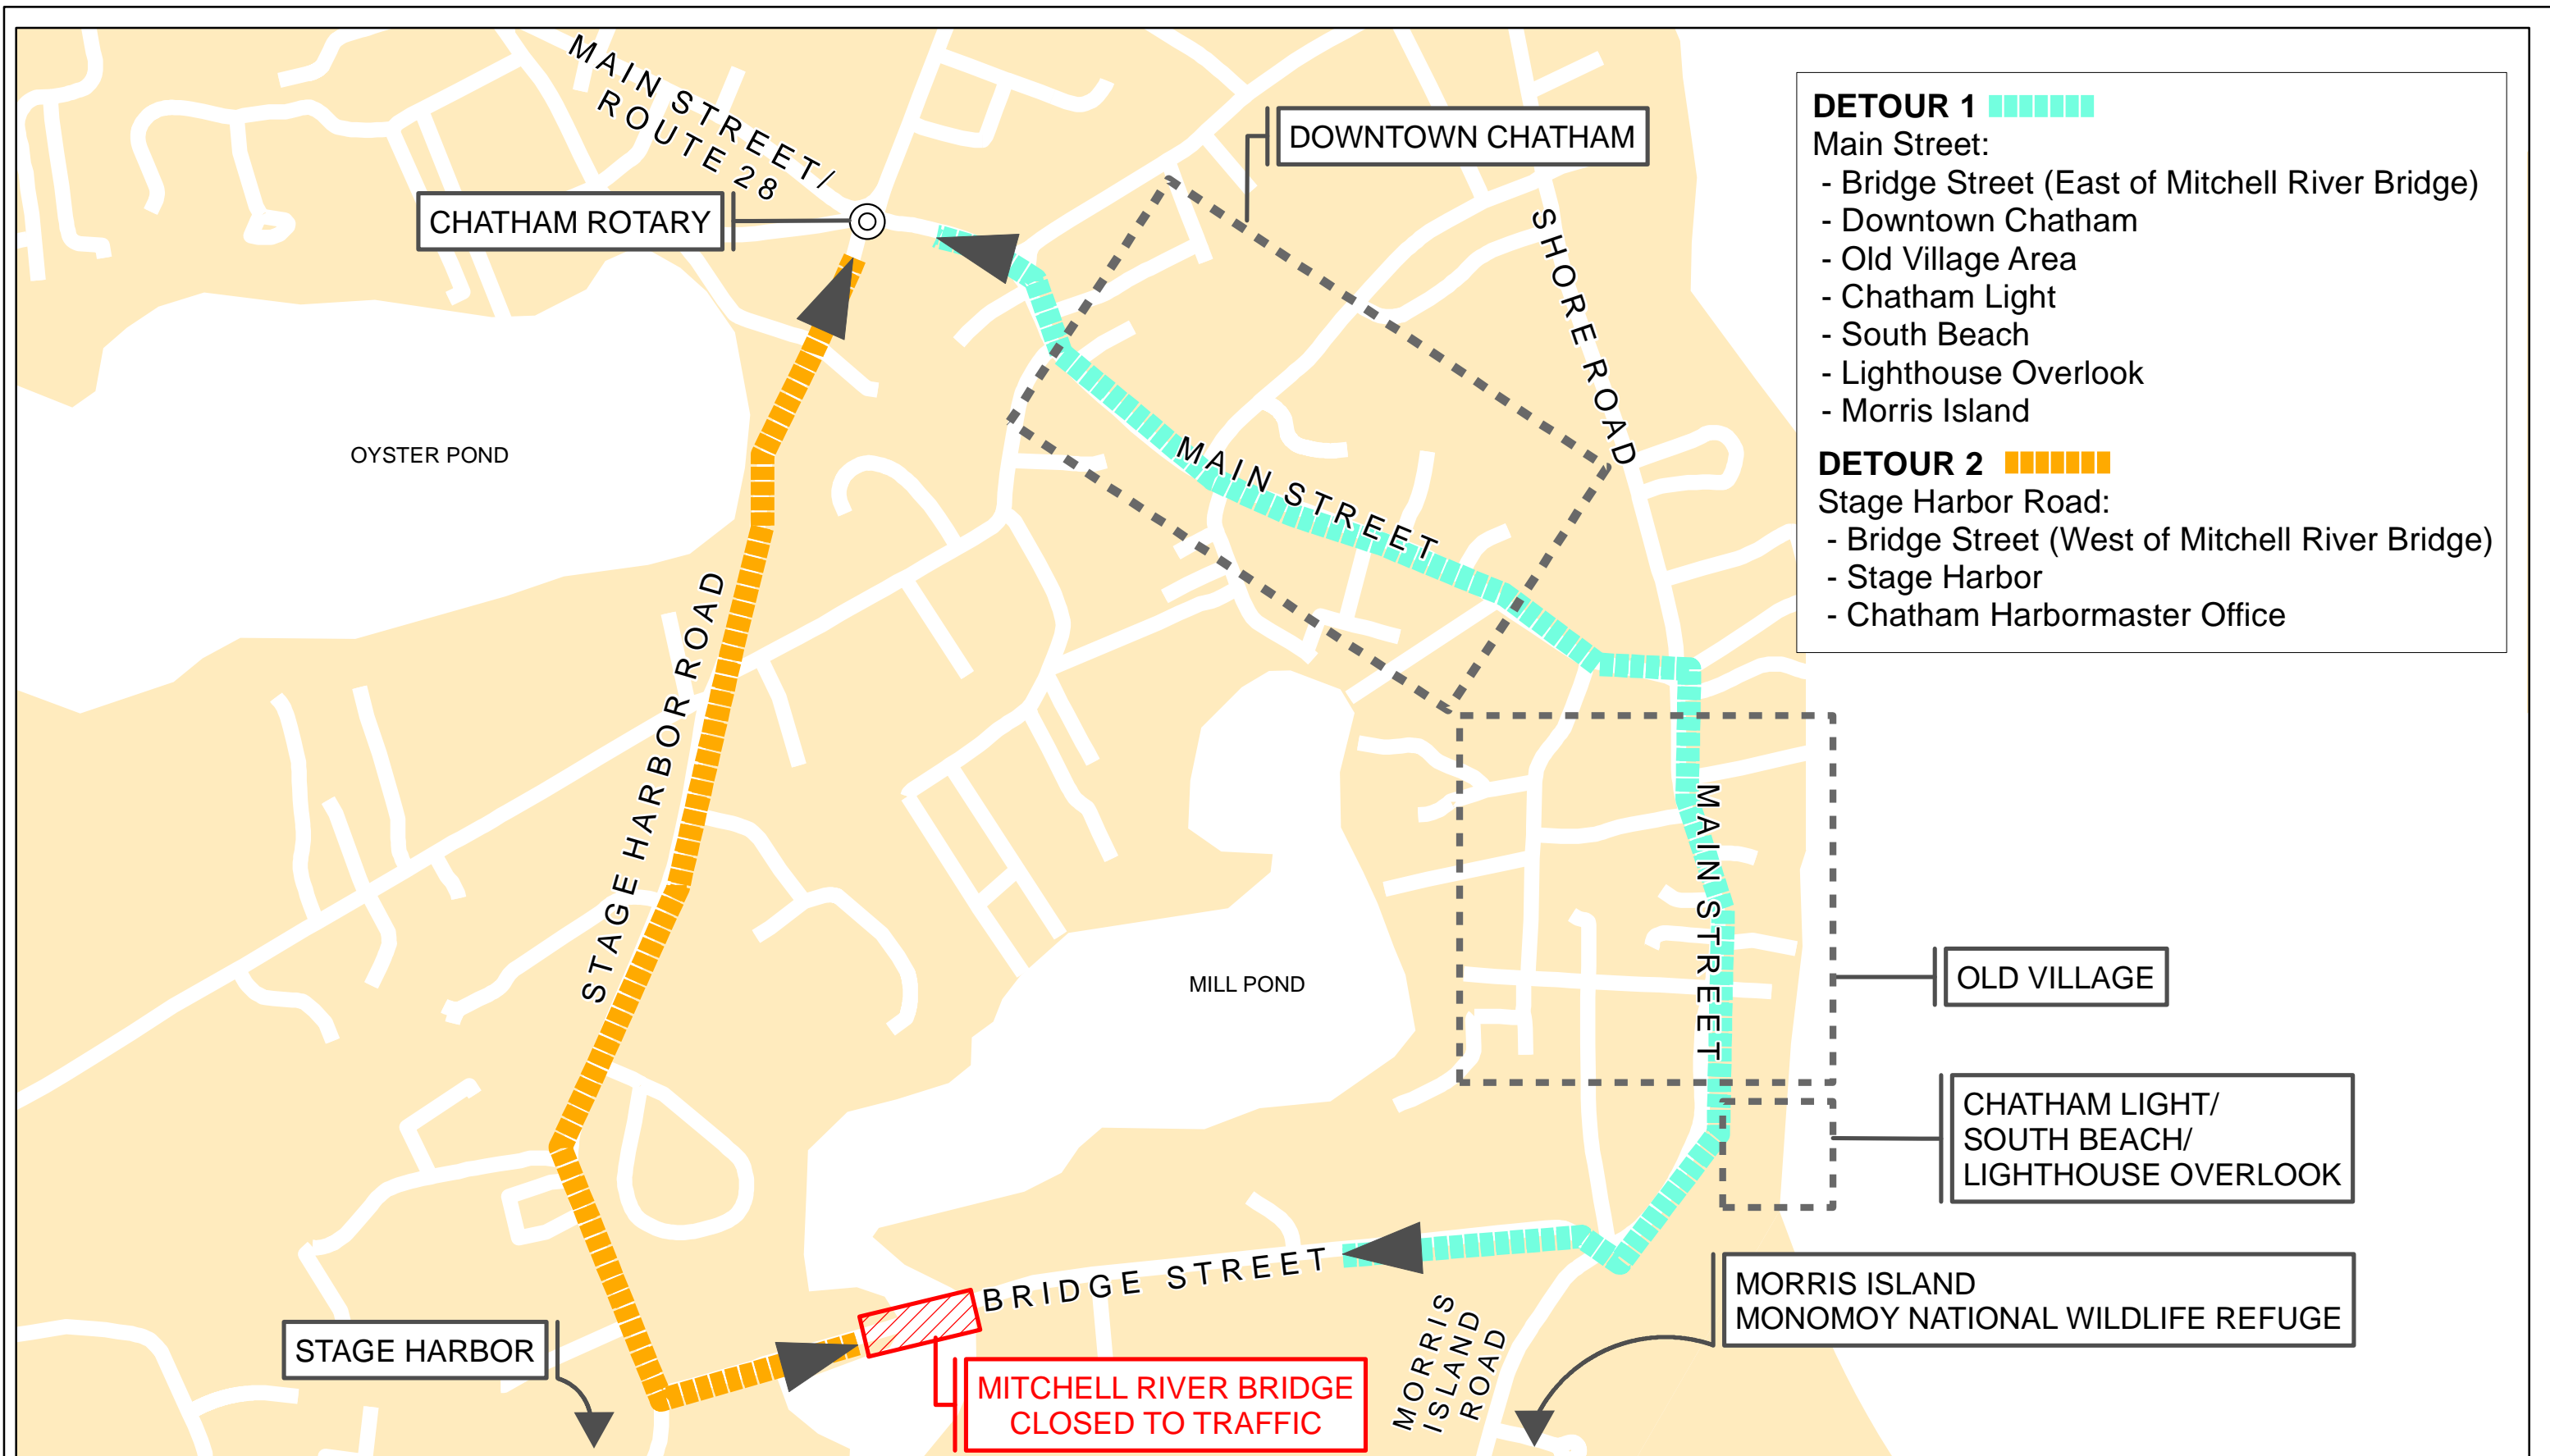 MAIN STREET/
ROUTE 28
DOWNTOWN CHATHAM
CHATHAM ROTARY
SHORE ROAD
DETOUR 1
Main Street:
- Bridge Street (East of Mitchell River Bridge)
- Downtown Chatham
- Old Village Area
- Chatham Light
- South Beach
- Lighthouse Overlook
- Morris Island
DETOUR 2
Stage Harbor Road:
- Bridge Street (West of Mitchell River Bridge)
- Stage Harbor
- Chatham Harbormaster Office
OYSTER POND
MAIN STREET
STAGE HARBOR ROAD
MAIN STREET
MILL POND
OLD VILLAGE
CHATHAM LIGHT/
SOUTH BEACH/
LIGHTHOUSE OVERLOOK
BRIDGE STREET
MORRIS
ISLAND
ROAD
MORRIS ISLAND
MONOMOY NATIONAL WILDLIFE REFUGE
STAGE HARBOR
MITCHELL RIVER BRIDGE
CLOSED TO TRAFFIC